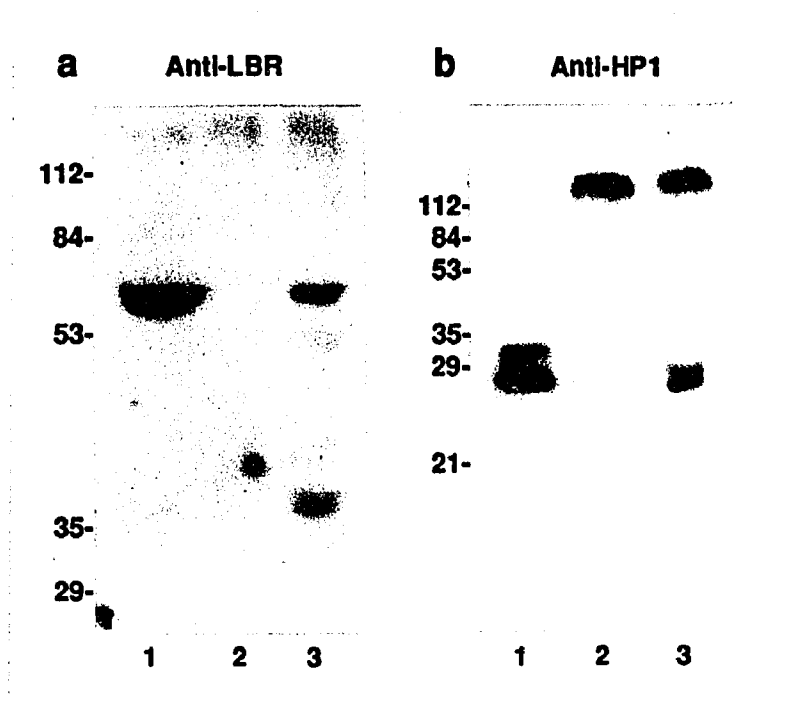 a Anti-LBR
112-
84-
53-
35-
29-
1 2 3
b Anti-HP1
112-
84-
53-
35-
29-
21-
1 2 3